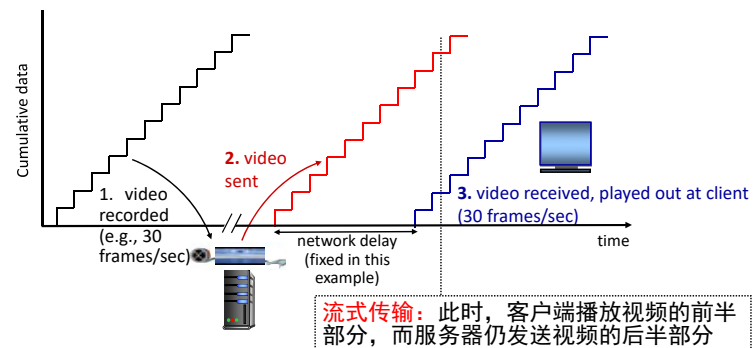 Cumulative data
1. video
recorded
(e.g., 30
frames/sec)
2. video
sent
3. video received, played out at client
(30 frames/sec)
time
network delay
(fixed in this
example)
流式传输：此时，客户端播放视频的前半
部分，而服务器仍发送视频的后半部分